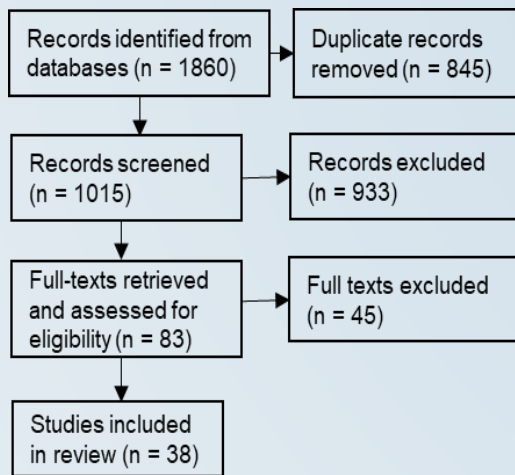 Records identified from
databases (n = 1860)
Duplicate records
removed (n = 845)
Records screened
(n = 1015)
Records excluded
(n = 933)
Full-texts retrieved
and assessed for
eligibility (n = 83)
Full texts excluded
(n = 45)
Studies included
in review (n = 38)